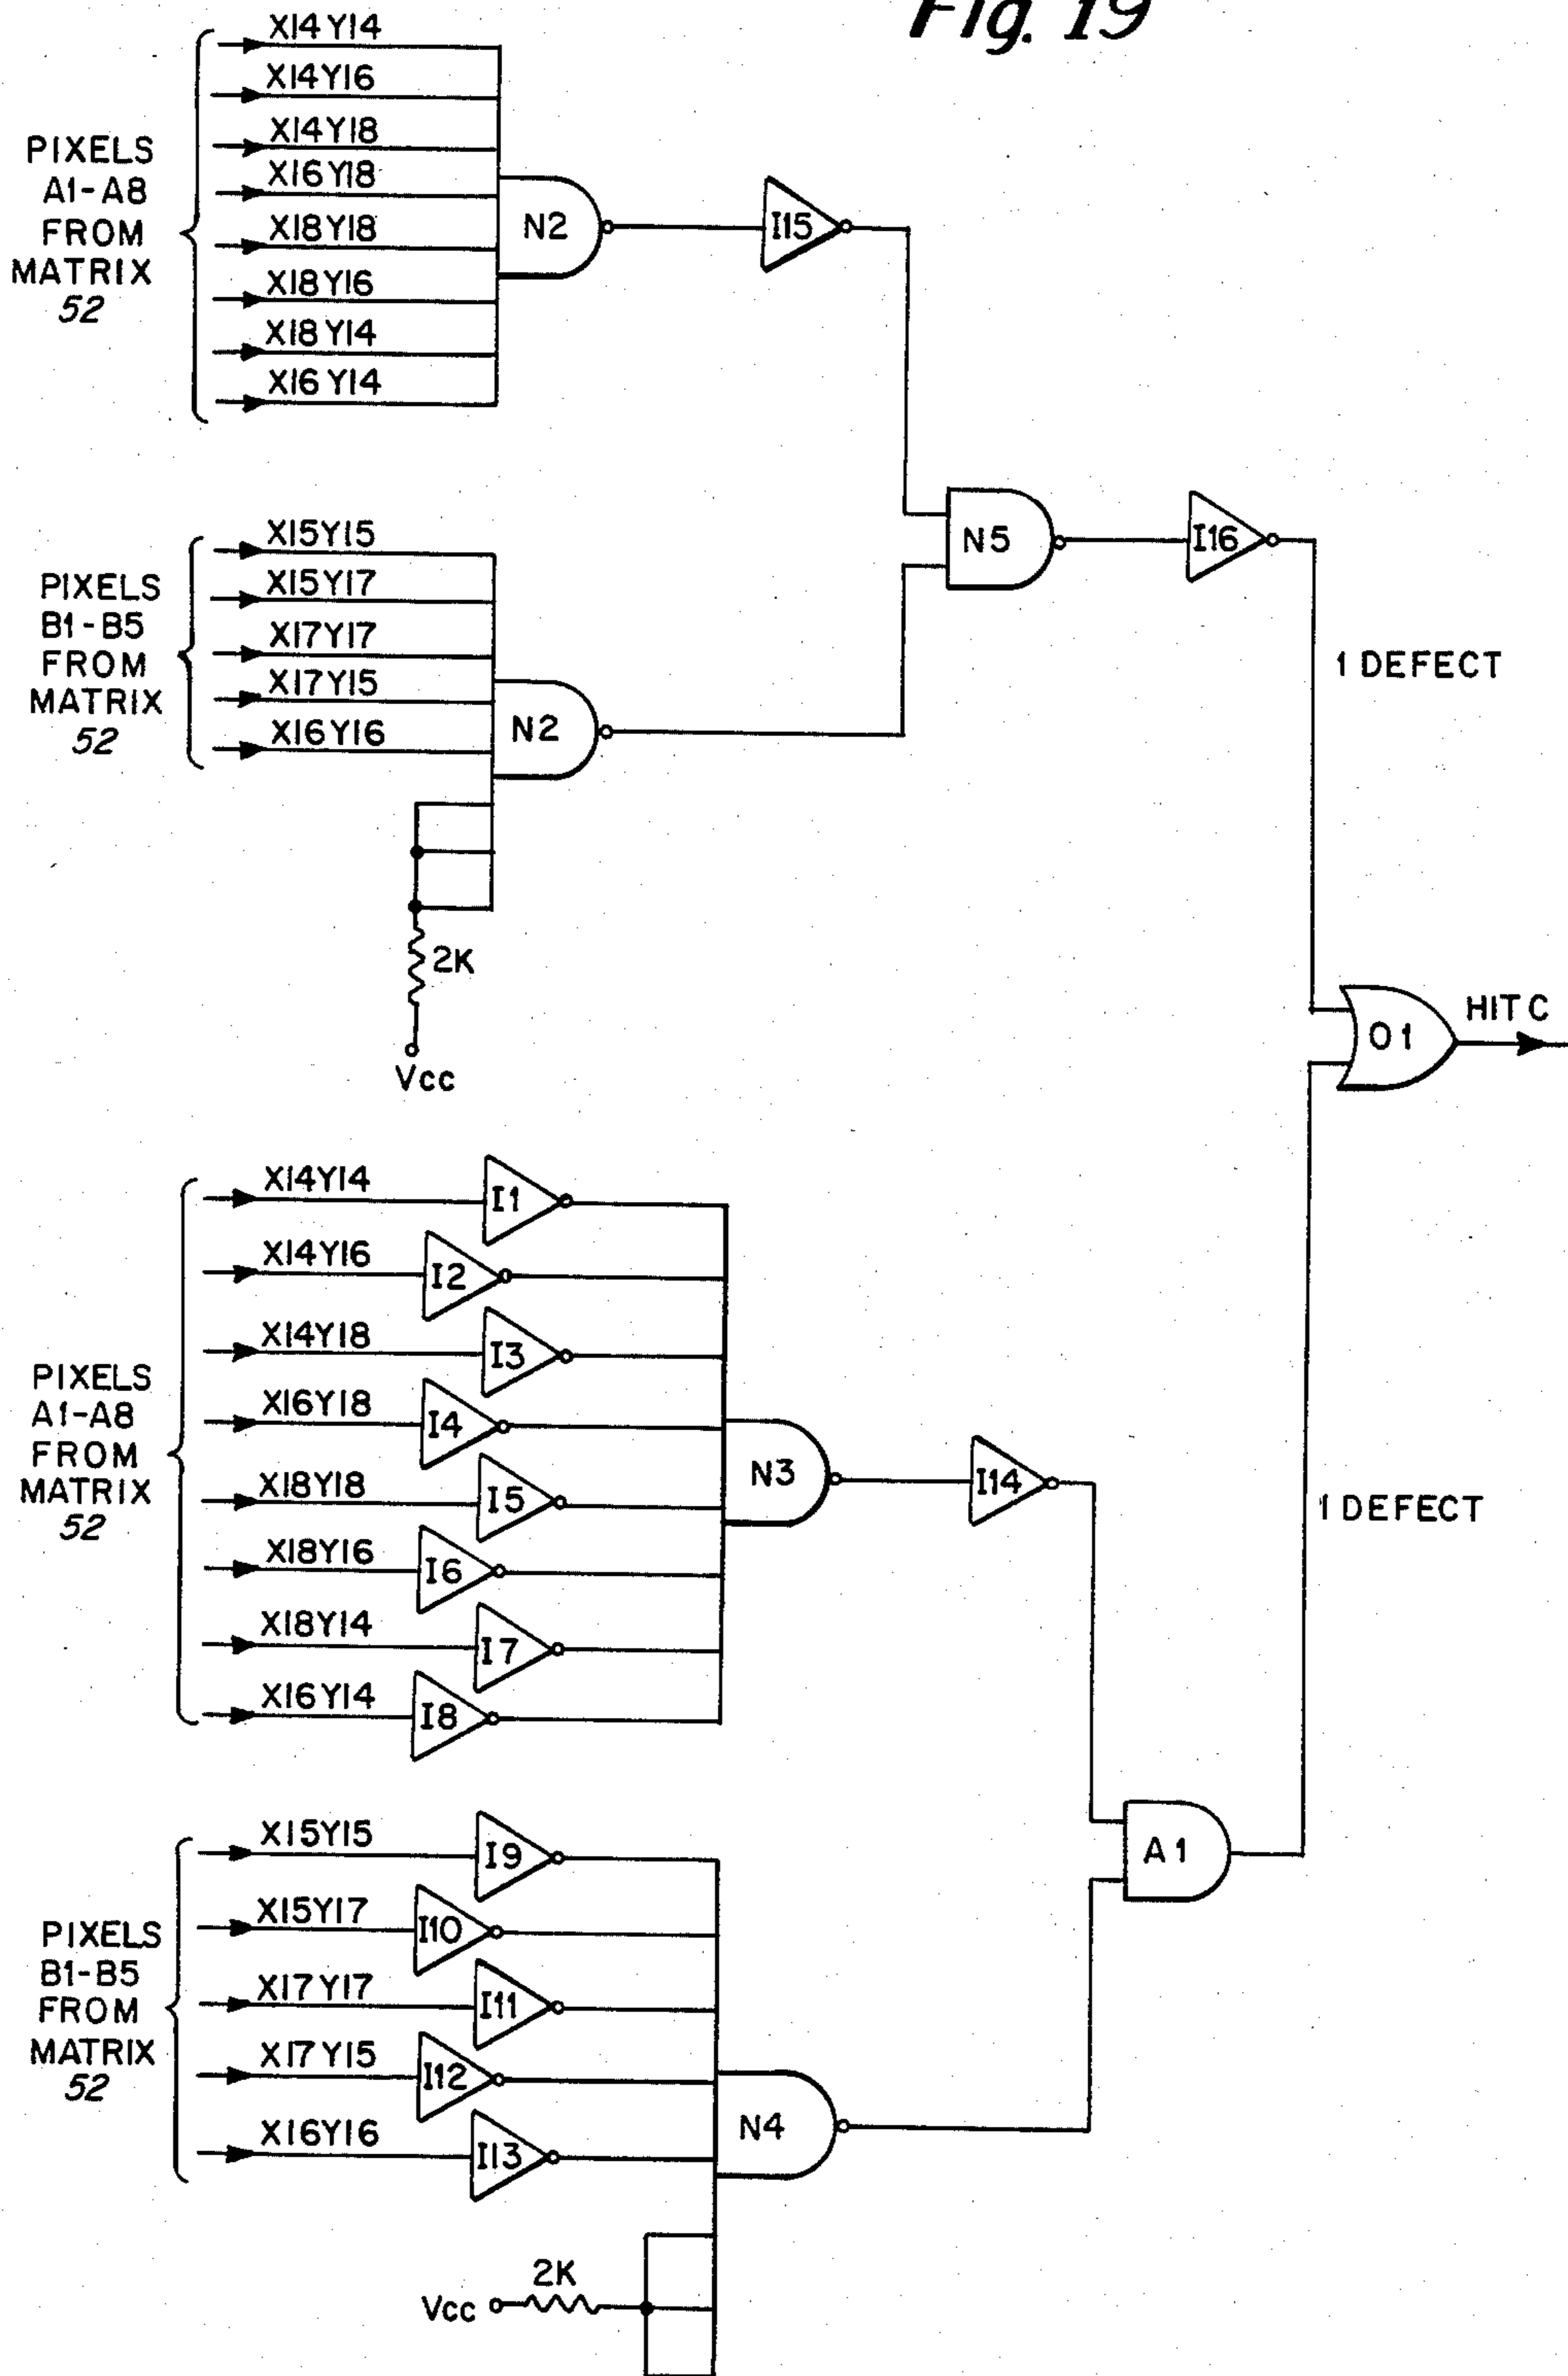 Fig. 19
X14Y14
X14Y16
X14Y18
X16Y18
X18Y18
X18Y16
X18Y14
X16Y14
PIXELS
A1-A8
FROM
MATRIX
52
N2
I15
X15Y15
X15Y17
X17Y17
X17Y15
X16Y16
PIXELS
B1-B5
FROM
MATRIX
52
N2
2K
Vcc
N5
I16
1 DEFECT
O1
HIT C
X14Y14
X14Y16
X14Y18
X16Y18
X18Y18
X18Y16
X18Y14
X16Y14
PIXELS
A1-A8
FROM
MATRIX
52
I1
I2
I3
I4
I5
I6
I7
I8
N3
I14
1 DEFECT
X15Y15
X15Y17
X17Y17
X17Y15
X16Y16
PIXELS
B1-B5
FROM
MATRIX
52
I9
I10
I11
I12
I13
N4
A1
2K
Vcc